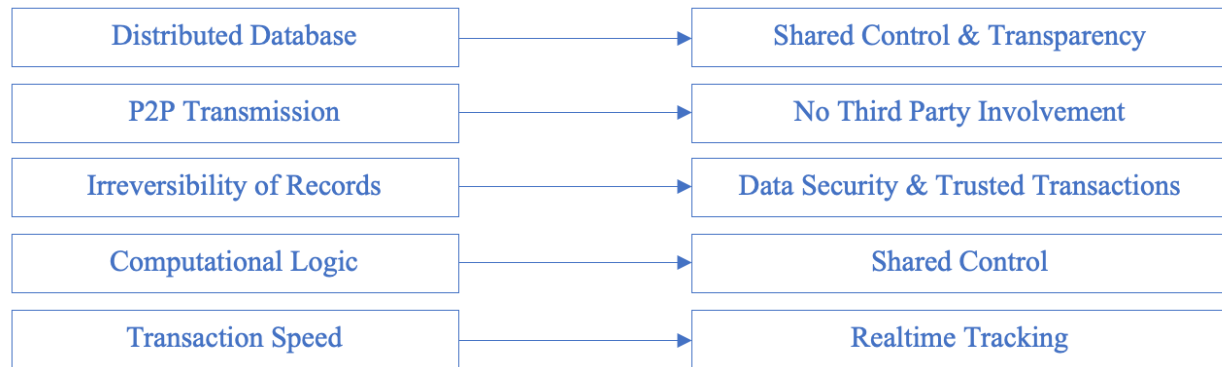 Distributed Database
Shared Control & Transparency
P2P Transmission
No Third Party Involvement
Irreversibility of Records
Data Security & Trusted Transactions
Computational Logic
Shared Control
Transaction Speed
Realtime Tracking